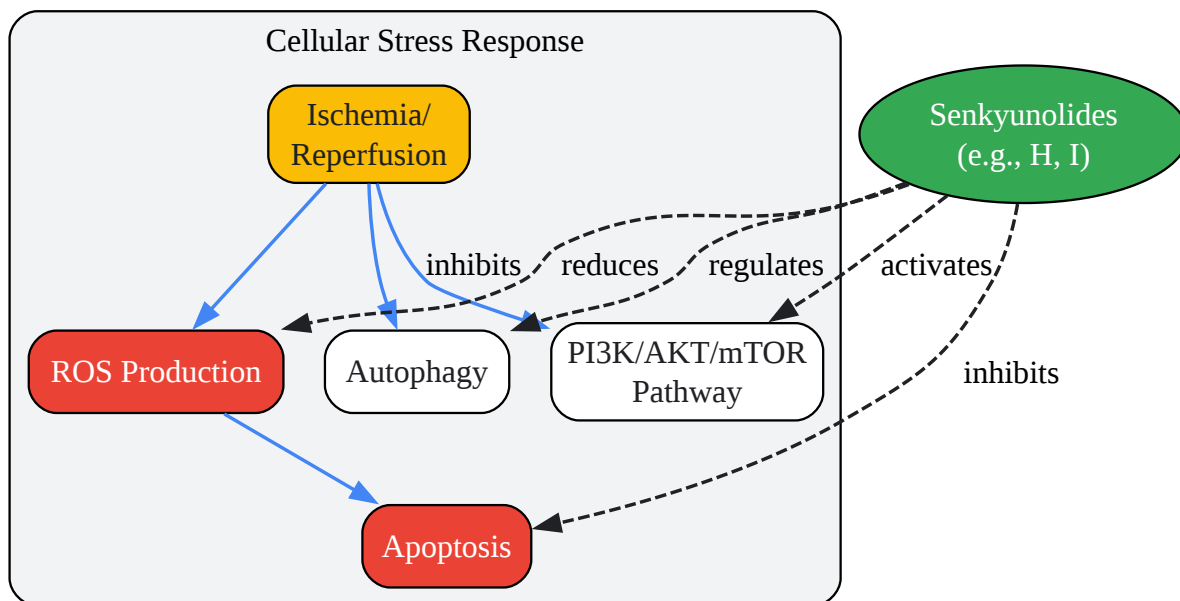 Cellular Stress Response
Ischemia/
Reperfusion
Senkyunolides
(e.g., H, I)
inhibits
reduces
regulates
activates
ROS Production
Autophagy
PI3K/AKT/mTOR
Pathway
inhibits
Apoptosis